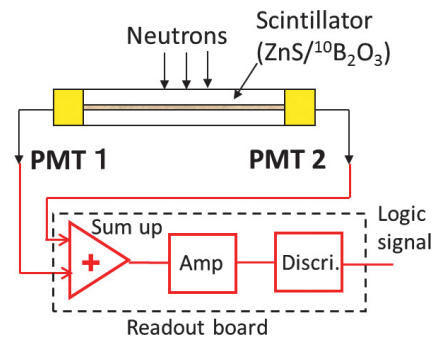 Scintillator
Neutrons
(ZnS/¹⁰B₂O₃)
PMT 1
PMT 2
Sum up
Logic
signal
+
Amp
Discri.
Readout board